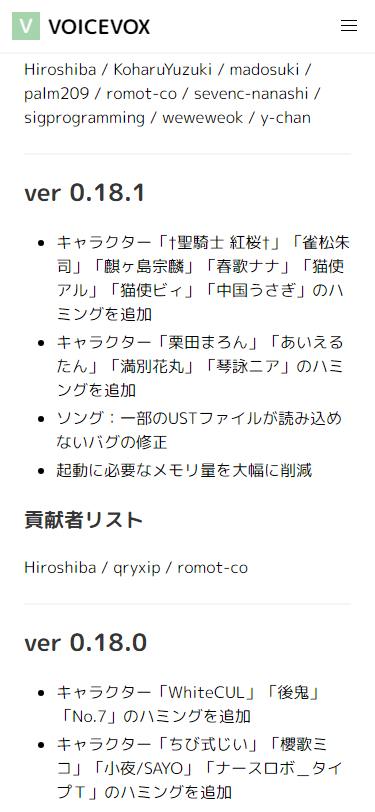 V VOICEVOX
Hiroshiba / KoharuYuzuki / madosuki /
palm209 / romot-co / sevenc-nanashi /
sigprogramming / weweweok / y-chan
ver 0.18.1
• キャラクター「†聖騎士 紅桜†」「雀松朱
司」「麒ヶ島宗麟」「春歌ナナ」「猫使
アル」「猫使ビィ」「中国うさぎ」のハ
ミングを追加
• キャラクター「栗田まろん」「あいえる
たん」「満別花丸」「琴詠ニア」のハミ
ングを追加
• ソング：一部のUSTファイルが読み込め
ないバグの修正
• 起動に必要なメモリ量を大幅に削減
貢献者リスト
Hiroshiba / qryxip / romot-co
ver 0.18.0
• キャラクター「WhiteCUL」「後鬼」
「No.7」のハミングを追加
• キャラクター「ちび式じい」「櫻歌ミ
コ」「小夜/SAYO」「ナースロボ＿タイ
プＴ」のハミングを追加